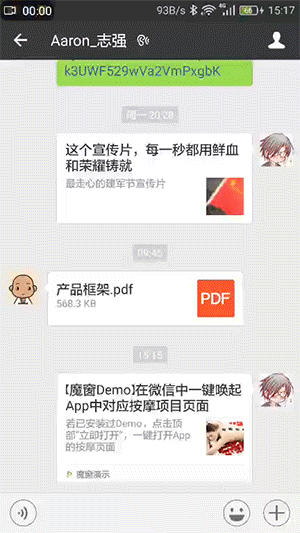 00:00
93B/s 4G 15:17
Aaron_志强
k3UWF529wVa2VmPxgbK
周一 20:28
这个宣传片，每一秒都用鲜血
和荣耀铸就
最走心的建军节宣传片
09:45
产品框架.pdf
568.3 KB
PDF
15:15
【魔窗Demo】在微信中一键唤起
App中对应按摩项目页面
若已安装过Demo，点击顶
部“立即打开”，一键打开App
的按摩页面
魔窗演示